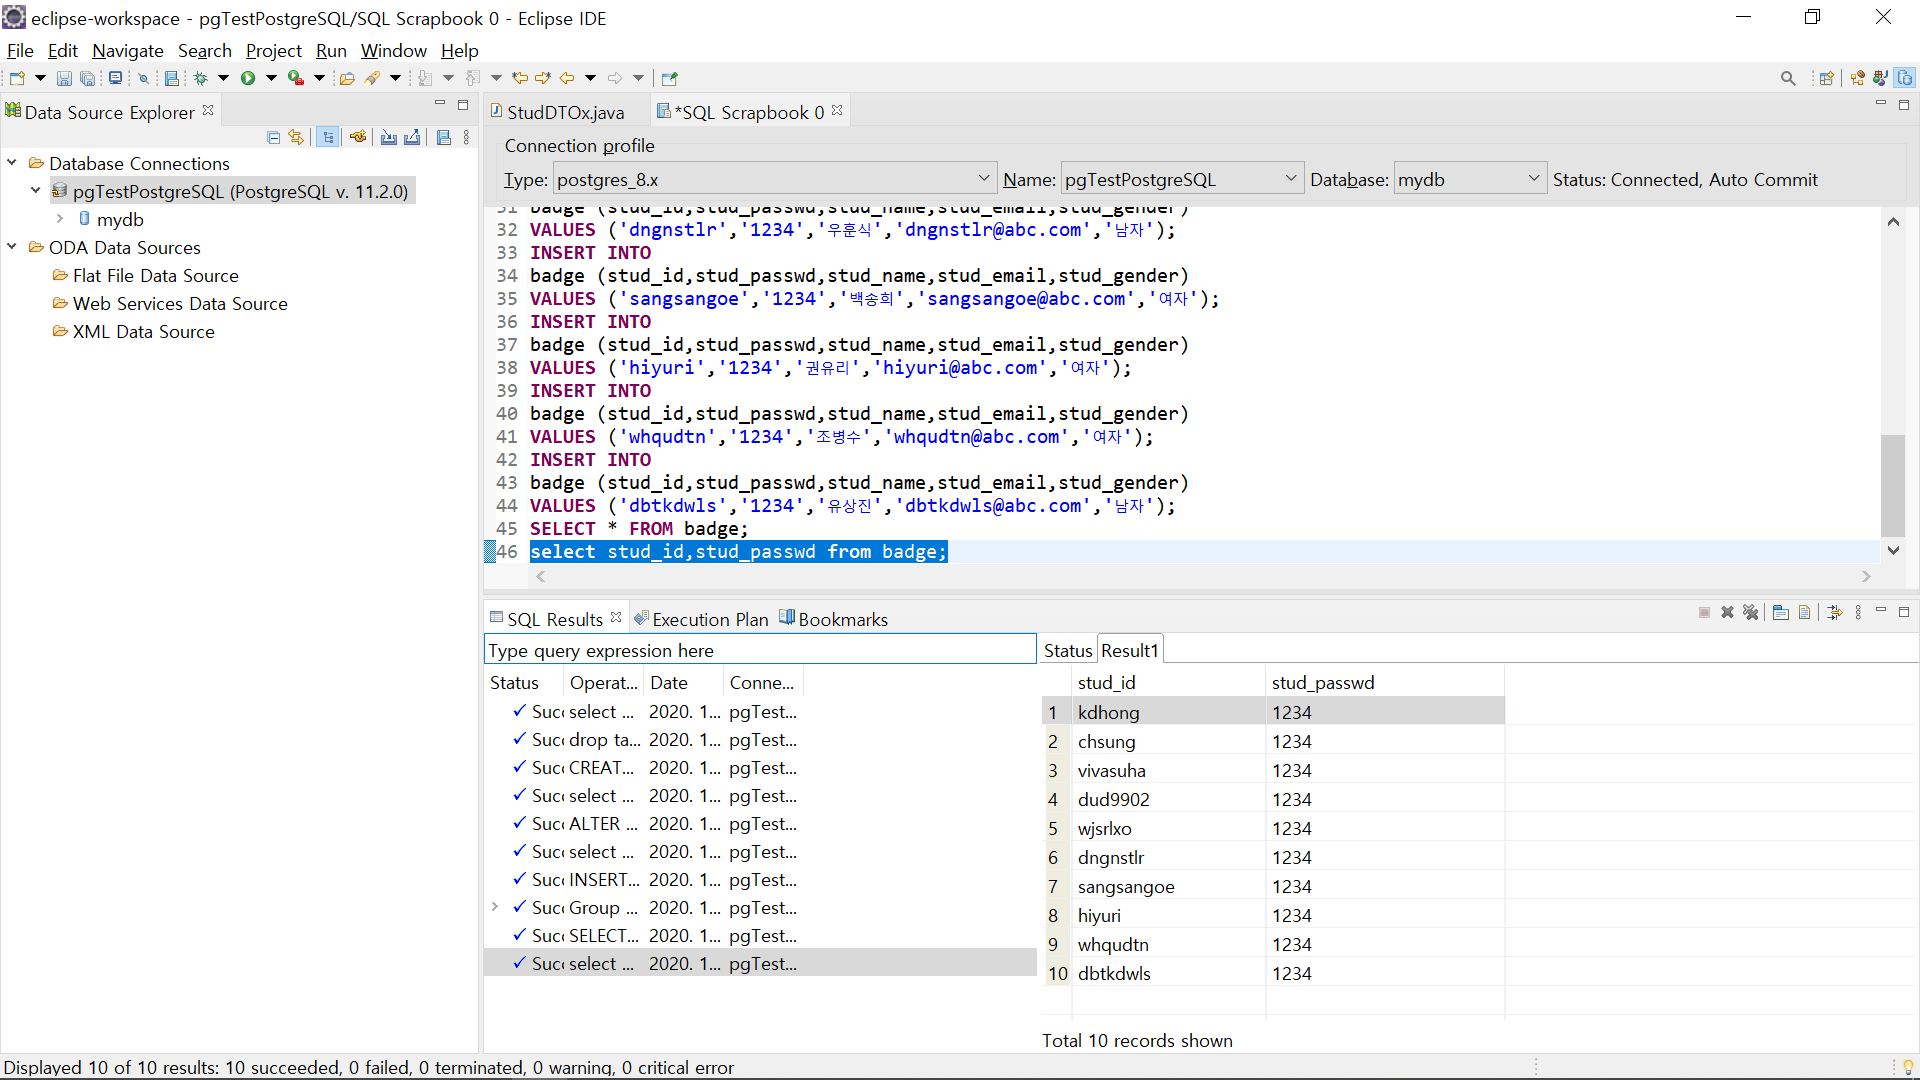 eclipse-workspace - pgTestPostgreSQL/SQL Scrapbook 0 - Eclipse IDE
File Edit Navigate Search Project Run Window Help
Data Source Explorer
Database Connections
pgTestPostgreSQL (PostgreSQL v. 11.2.0)
mydb
ODA Data Sources
Flat File Data Source
Web Services Data Source
XML Data Source
StudDTOx.java *SQL Scrapbook 0
Connection profile
Type: postgres_8.x Name: pgTestPostgreSQL Database: mydb Status: Connected, Auto Commit
31 badge (stud_id,stud_passwd,stud_name,stud_email,stud_gender)
32 VALUES ('dngnstlr','1234','우훈식','dngnstlr@abc.com','남자');
33 INSERT INTO
34 badge (stud_id,stud_passwd,stud_name,stud_email,stud_gender)
35 VALUES ('sangsangoe','1234','백송희','sangsangoe@abc.com','여자');
36 INSERT INTO
37 badge (stud_id,stud_passwd,stud_name,stud_email,stud_gender)
38 VALUES ('hiyuri','1234','권유리','hiyuri@abc.com','여자');
39 INSERT INTO
40 badge (stud_id,stud_passwd,stud_name,stud_email,stud_gender)
41 VALUES ('whqudtn','1234','조병수','whqudtn@abc.com','여자');
42 INSERT INTO
43 badge (stud_id,stud_passwd,stud_name,stud_email,stud_gender)
44 VALUES ('dbtkdwls','1234','유상진','dbtkdwls@abc.com','남자');
45 SELECT * FROM badge;
46 select stud_id,stud_passwd from badge;
SQL Results Execution Plan Bookmarks
Type query expression here
Status Operat... Date Conne...
Succ select ... 2020. 1... pgTest...
Succ drop ta... 2020. 1... pgTest...
Succ CREAT... 2020. 1... pgTest...
Succ select ... 2020. 1... pgTest...
Succ ALTER ... 2020. 1... pgTest...
Succ select ... 2020. 1... pgTest...
Succ INSERT... 2020. 1... pgTest...
Succ Group ... 2020. 1... pgTest...
Succ SELECT... 2020. 1... pgTest...
Succ select ... 2020. 1... pgTest...
Status Result1
stud_id stud_passwd
1 kdhong 1234
2 chsung 1234
3 vivasuha 1234
4 dud9902 1234
5 wjsrlxo 1234
6 dngnstlr 1234
7 sangsangoe 1234
8 hiyuri 1234
9 whqudtn 1234
10 dbtkdwls 1234
Total 10 records shown
Displayed 10 of 10 results: 10 succeeded, 0 failed, 0 terminated, 0 warning, 0 critical error